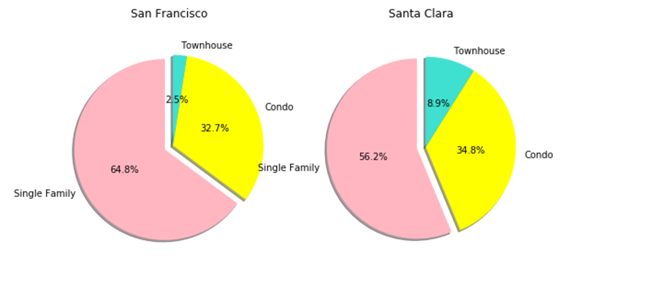 San Francisco
Townhouse
2.5%
Condo
32.7%
64.8%
Single Family
Santa Clara
Townhouse
8.9%
34.8%
Condo
56.2%
Single Family